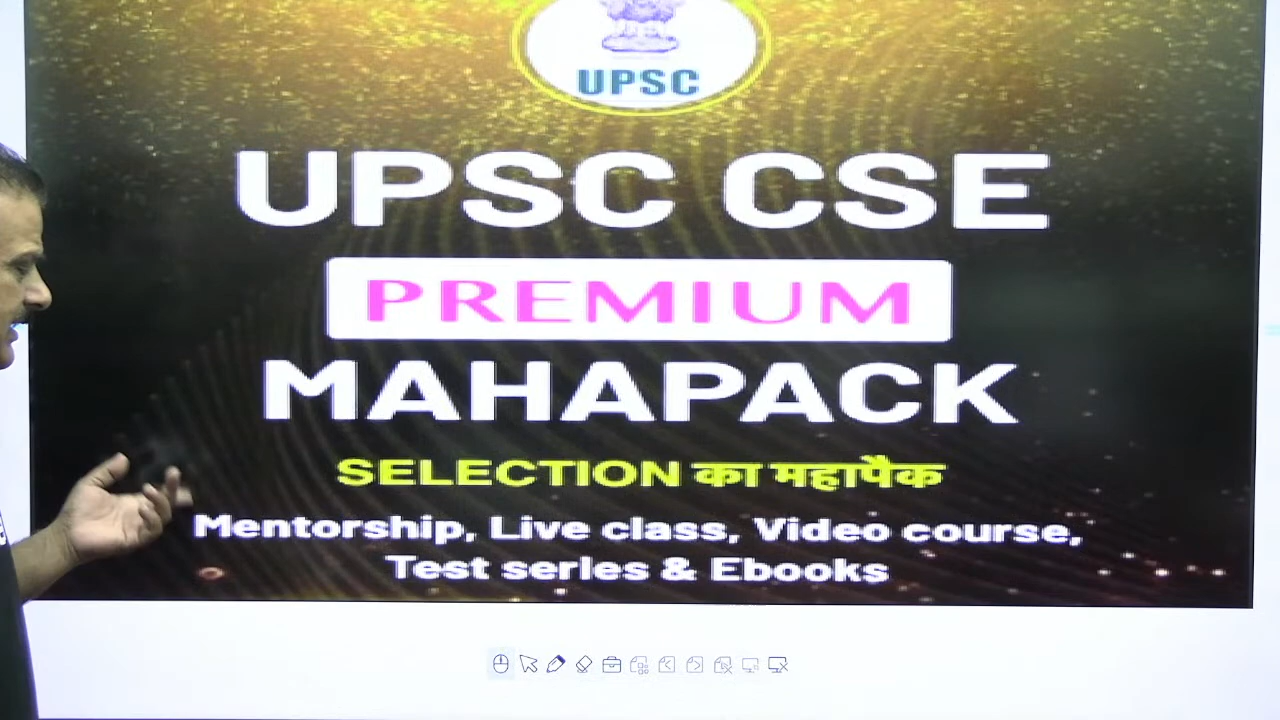 UPSC
UPSC CSE
PREMIUM
MAHAPACK
SELECTION का महापैक
Mentorship, Live class, Video course,
Test series & Ebooks